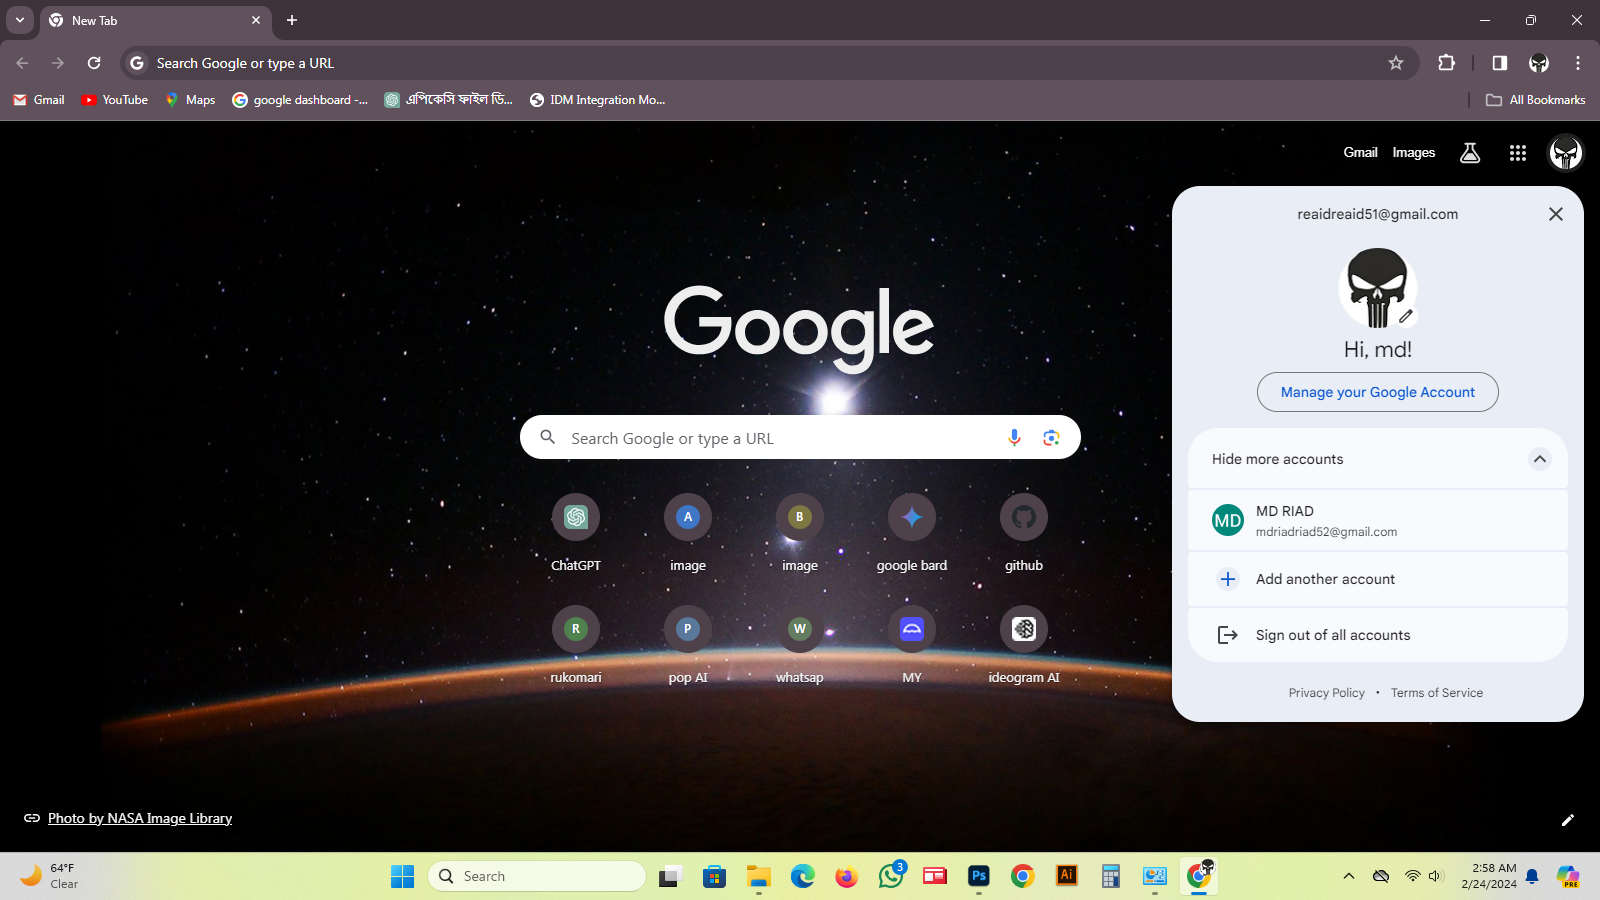 New Tab
Search Google or type a URL
Gmail
YouTube
Maps
google dashboard -...
এপিকেসি ফাইল ডি...
IDM Integration Mo...
All Bookmarks
Gmail
Images
reaidreaid51@gmail.com
Hi, md!
Manage your Google Account
Hide more accounts
MD
MD RIAD
mdriadriad52@gmail.com
Add another account
Sign out of all accounts
Privacy Policy • Terms of Service
Google
Search Google or type a URL
A
B
ChatGPT
image
image
google bard
github
R
P
W
rukomari
pop AI
whatsap
MY
ideogram AI
Photo by NASA Image Library
64°F
Clear
Search
3
Ps
Ai
2:58 AM
2/24/2024
PRE